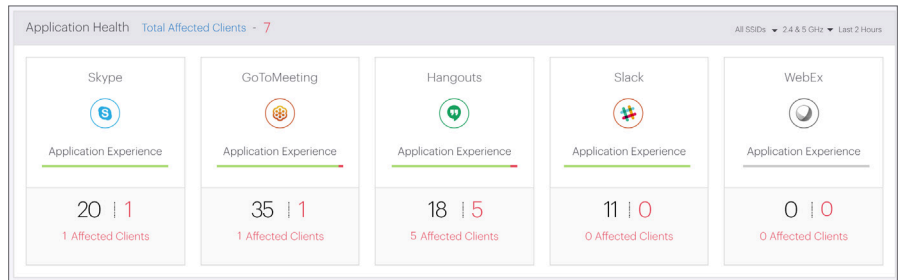 Application Health Total Affected Clients - 7
All SSIDs 2.4 & 5 GHz Last 2 Hours
Skype GoToMeeting Hangouts Slack WebEx
Application Experience Application Experience Application Experience Application Experience Application Experience
20 1 35 1 18 5 11 0 0 0
1 Affected Clients 1 Affected Clients 5 Affected Clients 0 Affected Clients 0 Affected Clients